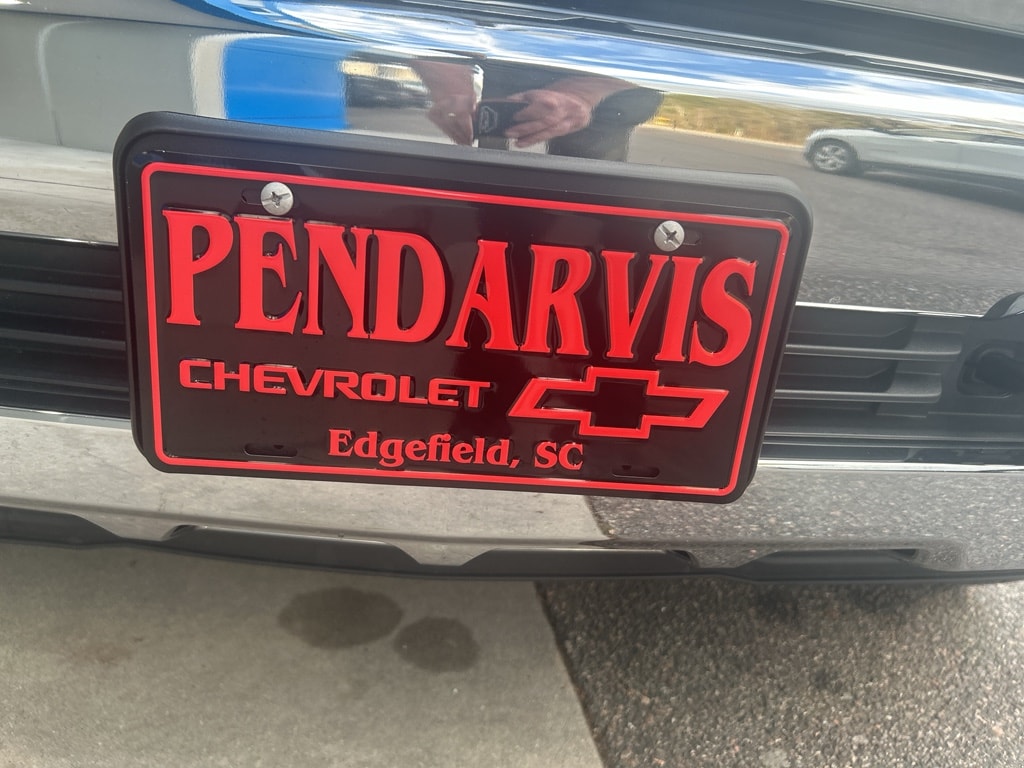 PENDARVIS
CHEVROLET
Edgefield, SC